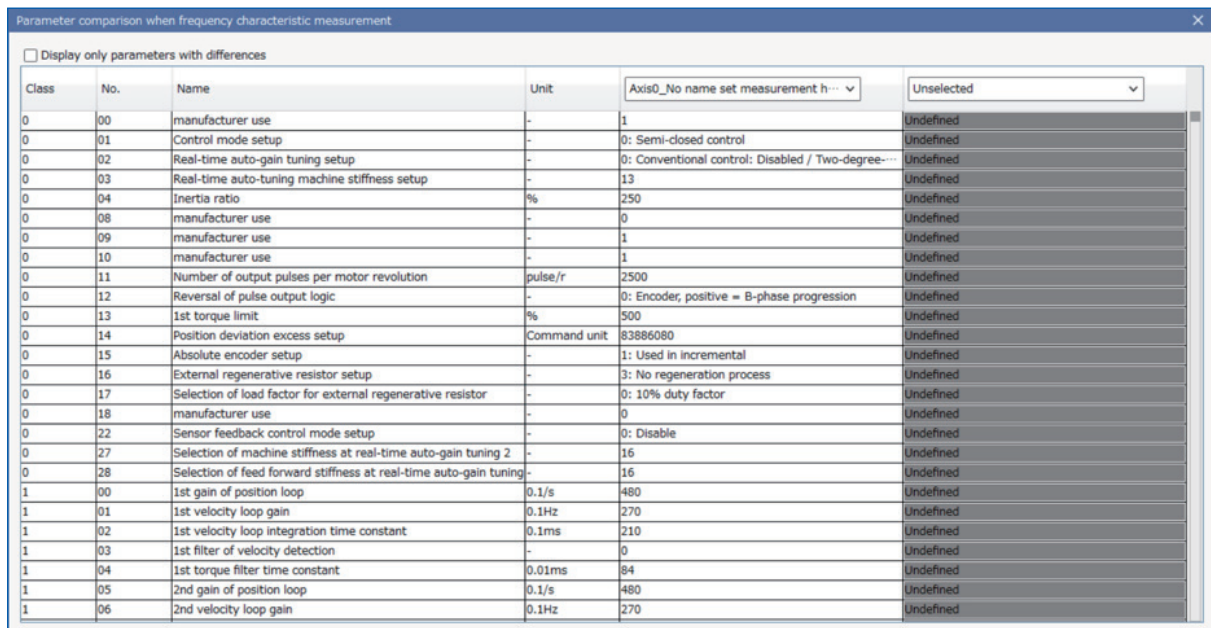 Parameter comparison when frequency characteristic measurement
Display only parameters with differences
Class No. Name Unit Axis0_No name set measurement h··· Unselected
0 00 manufacturer use - 1 Undefined
0 01 Control mode setup - 0: Semi-closed control Undefined
0 02 Real-time auto-gain tuning setup - 0: Conventional control: Disabled / Two-degree-··· Undefined
0 03 Real-time auto-tuning machine stiffness setup - 13 Undefined
0 04 Inertia ratio % 250 Undefined
0 08 manufacturer use - 0 Undefined
0 09 manufacturer use - 1 Undefined
0 10 manufacturer use - 1 Undefined
0 11 Number of output pulses per motor revolution pulse/r 2500 Undefined
0 12 Reversal of pulse output logic - 0: Encoder, positive = B-phase progression Undefined
0 13 1st torque limit % 500 Undefined
0 14 Position deviation excess setup Command unit 83886080 Undefined
0 15 Absolute encoder setup - 1: Used in incremental Undefined
0 16 External regenerative resistor setup - 3: No regeneration process Undefined
0 17 Selection of load factor for external regenerative resistor - 0: 10% duty factor Undefined
0 18 manufacturer use - 0 Undefined
0 22 Sensor feedback control mode setup - 0: Disable Undefined
0 27 Selection of machine stiffness at real-time auto-gain tuning 2 - 16 Undefined
0 28 Selection of feed forward stiffness at real-time auto-gain tuning - 16 Undefined
1 00 1st gain of position loop 0.1/s 480 Undefined
1 01 1st velocity loop gain 0.1Hz 270 Undefined
1 02 1st velocity loop integration time constant 0.1ms 210 Undefined
1 03 1st filter of velocity detection - 0 Undefined
1 04 1st torque filter time constant 0.01ms 84 Undefined
1 05 2nd gain of position loop 0.1/s 480 Undefined
1 06 2nd velocity loop gain 0.1Hz 270 Undefined